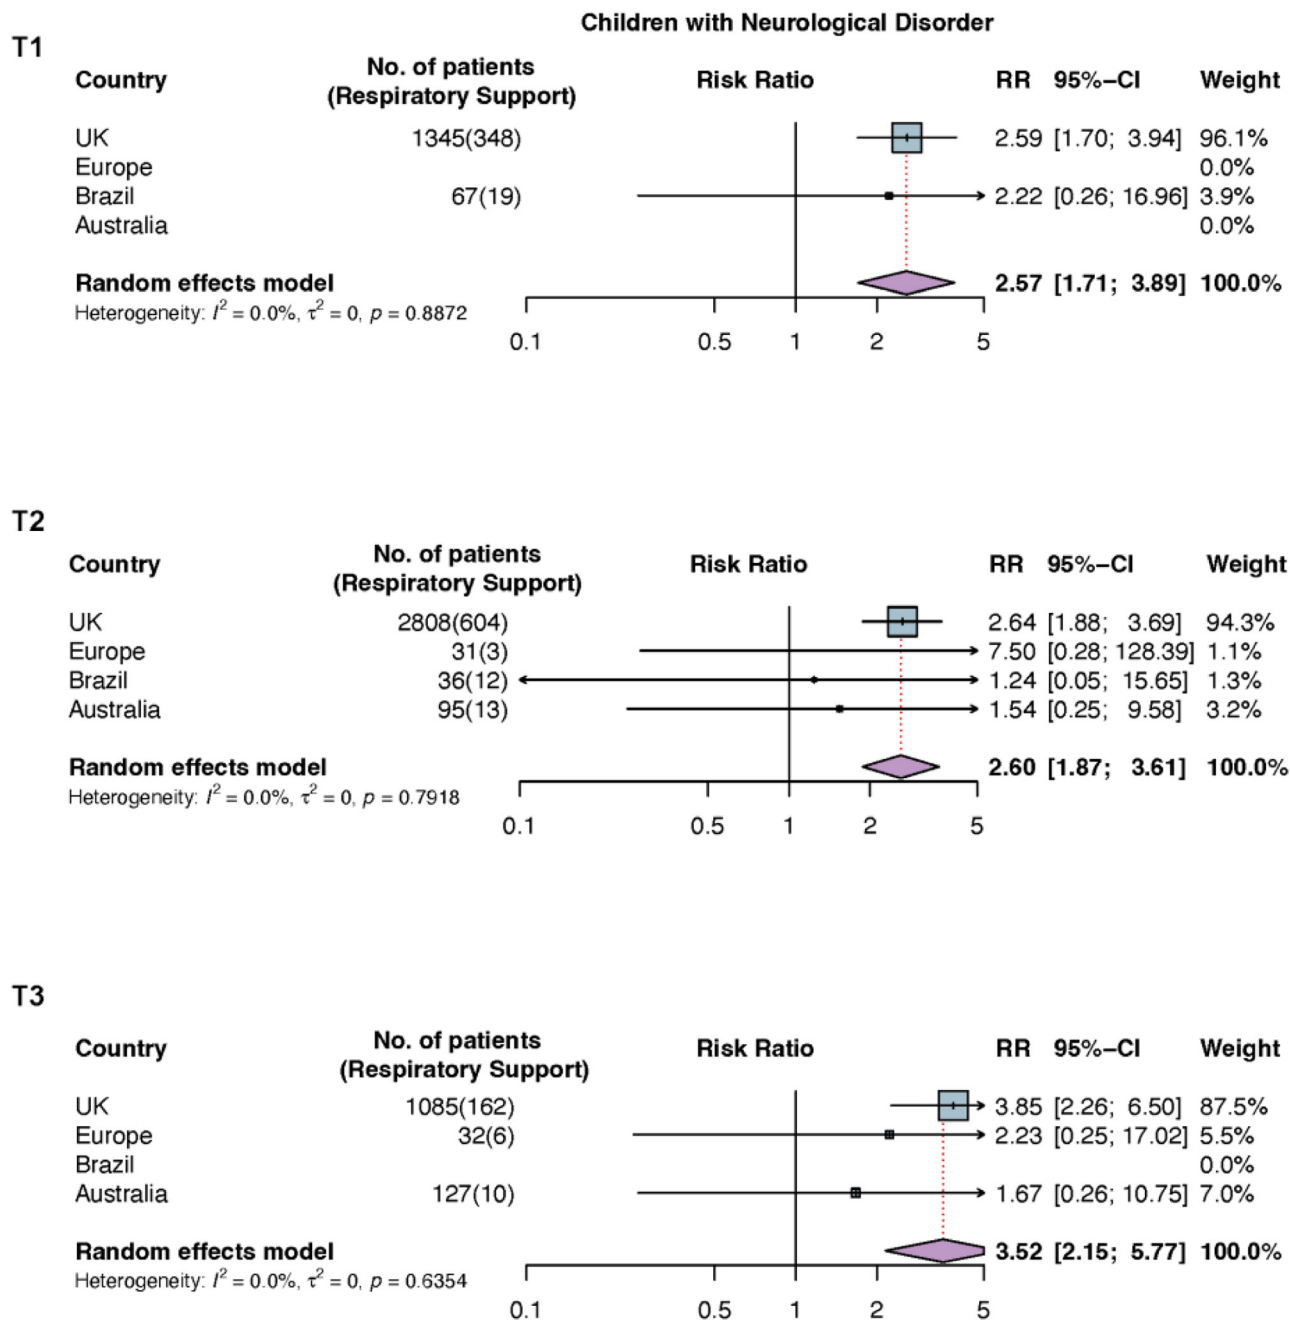 Children with Neurological Disorder
T1
Country No. of patients (Respiratory Support) Risk Ratio RR 95%–CI Weight
UK 1345(348) 2.59 [1.70; 3.94] 96.1%
Europe 0.0%
Brazil 67(19) 2.22 [0.26; 16.96] 3.9%
Australia 0.0%
Random effects model 2.57 [1.71; 3.89] 100.0%
Heterogeneity: I² = 0.0%, τ² = 0, p = 0.8872
0.1 0.5 1 2 5
T2
Country No. of patients (Respiratory Support) Risk Ratio RR 95%–CI Weight
UK 2808(604) 2.64 [1.88; 3.69] 94.3%
Europe 31(3) 7.50 [0.28; 128.39] 1.1%
Brazil 36(12) 1.24 [0.05; 15.65] 1.3%
Australia 95(13) 1.54 [0.25; 9.58] 3.2%
Random effects model 2.60 [1.87; 3.61] 100.0%
Heterogeneity: I² = 0.0%, τ² = 0, p = 0.7918
0.1 0.5 1 2 5
T3
Country No. of patients (Respiratory Support) Risk Ratio RR 95%–CI Weight
UK 1085(162) 3.85 [2.26; 6.50] 87.5%
Europe 32(6) 2.23 [0.25; 17.02] 5.5%
Brazil 0.0%
Australia 127(10) 1.67 [0.26; 10.75] 7.0%
Random effects model 3.52 [2.15; 5.77] 100.0%
Heterogeneity: I² = 0.0%, τ² = 0, p = 0.6354
0.1 0.5 1 2 5